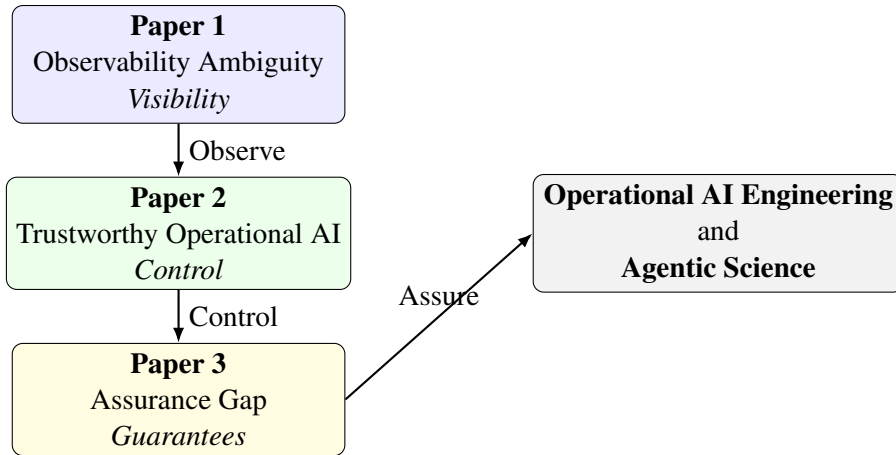 Paper 1
Observability Ambiguity
Visibility
Observe
Paper 2
Trustworthy Operational AI
Control
Control
Paper 3
Assurance Gap
Guarantees
Assure
Operational AI Engineering
and
Agentic Science